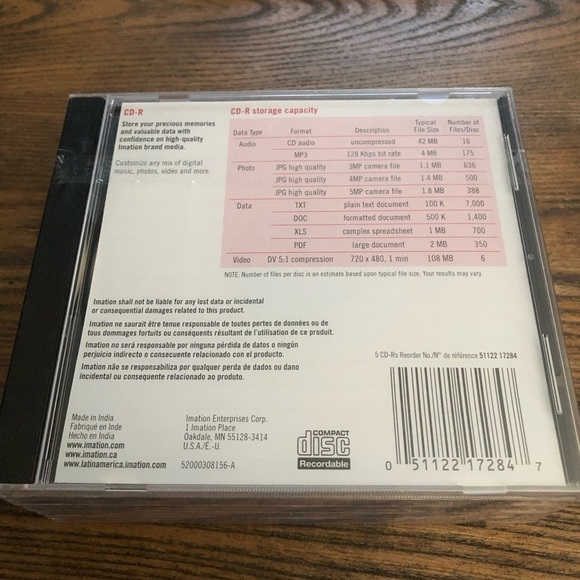 CD-R
Store your precious memories
and valuable data with
confidence on high-quality
Imation brand media.
Customize any mix of digital
music, photos, video and more.
CD-R storage capacity
Data Type Format Description Typical File Size Number of Files/Disc
Audio CD audio uncompressed 42 MB 16
MP3 128 Kbps bit rate 4 MB 175
Photo JPG high quality 3MP camera file 1.1 MB 636
JPG high quality 4MP camera file 1.4 MB 500
JPG high quality 5MP camera file 1.8 MB 388
Data TXT plain text document 100 K 7,000
DOC formatted document 500 K 1,400
XLS complex spreadsheet 1 MB 700
PDF large document 2 MB 350
Video DV 5:1 compression 720 x 480, 1 min 108 MB 6
NOTE: Number of files per disc is an estimate based upon typical file size. Your results may vary.
Imation shall not be liable for any lost data or incidental
or consequential damages related to this product.
Imation ne saurait être tenue responsable de toutes pertes de données ou de
tous dommages fortuits ou conséquents résultant de l'utilisation de ce produit.
Imation no será responsable por ninguna pérdida de datos o ningún
perjuicio indirecto o consecuente relacionado con el producto.
Imation não se responsabiliza por qualquer perda de dados ou dano
incidental ou consequente relacionado ao produto.
5 CD-Rs Reorder No./N° de référence 51122 17284
Made in India
Fabriqué en Inde
Hecho en India
www.imation.com
www.imation.ca
www.latinamerica.imation.com
Imation Enterprises Corp.
1 Imation Place
Oakdale, MN 55128-3414
U.S.A./É.-U.
52000308156-A
COMPACT
disc
Recordable
0 51122 17284 7